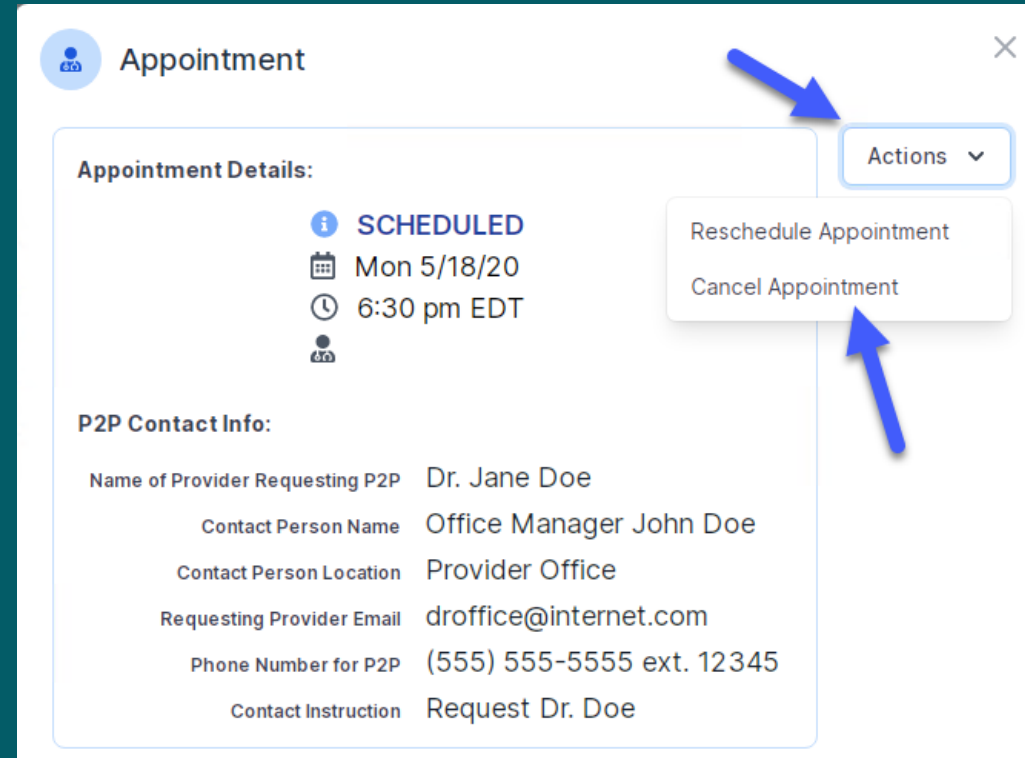 Appointment
Actions
Appointment Details:
SCHEDULED
Mon 5/18/20
6:30 pm EDT
Reschedule Appointment
Cancel Appointment
P2P Contact Info:
Name of Provider Requesting P2P Dr. Jane Doe
Contact Person Name Office Manager John Doe
Contact Person Location Provider Office
Requesting Provider Email droffice@internet.com
Phone Number for P2P (555) 555-5555 ext. 12345
Contact Instruction Request Dr. Doe